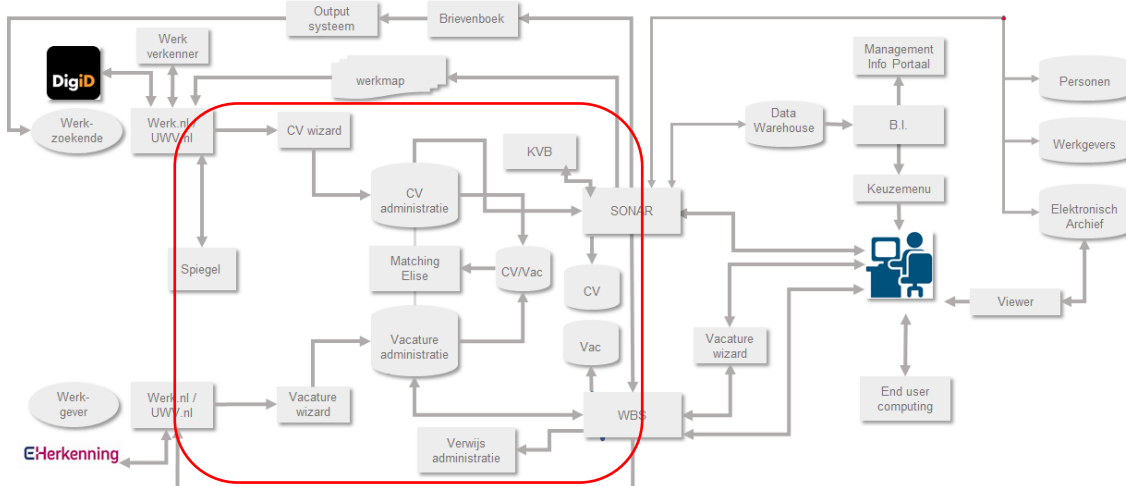 Output
systeem
Brievenboek
Werk
verkenner
DigiD
werkmap
Management
Info Portaal
Personen
Werk-
zoekende
Werk.nl /
UWV.nl
CV wizard
Data
Warehouse
B.I.
Werkgevers
KVB
Keuzemenu
CV
administratie
SONAR
Elektronisch
Archief
Spiegel
Matching
Elise
CV/Vac
CV
Viewer
Vacature
administratie
Vac
Vacature
wizard
Werk-
gever
Werk.nl /
UWV.nl
Vacature
wizard
WBS
End user
computing
Verwijs
administratie
eHerkenning